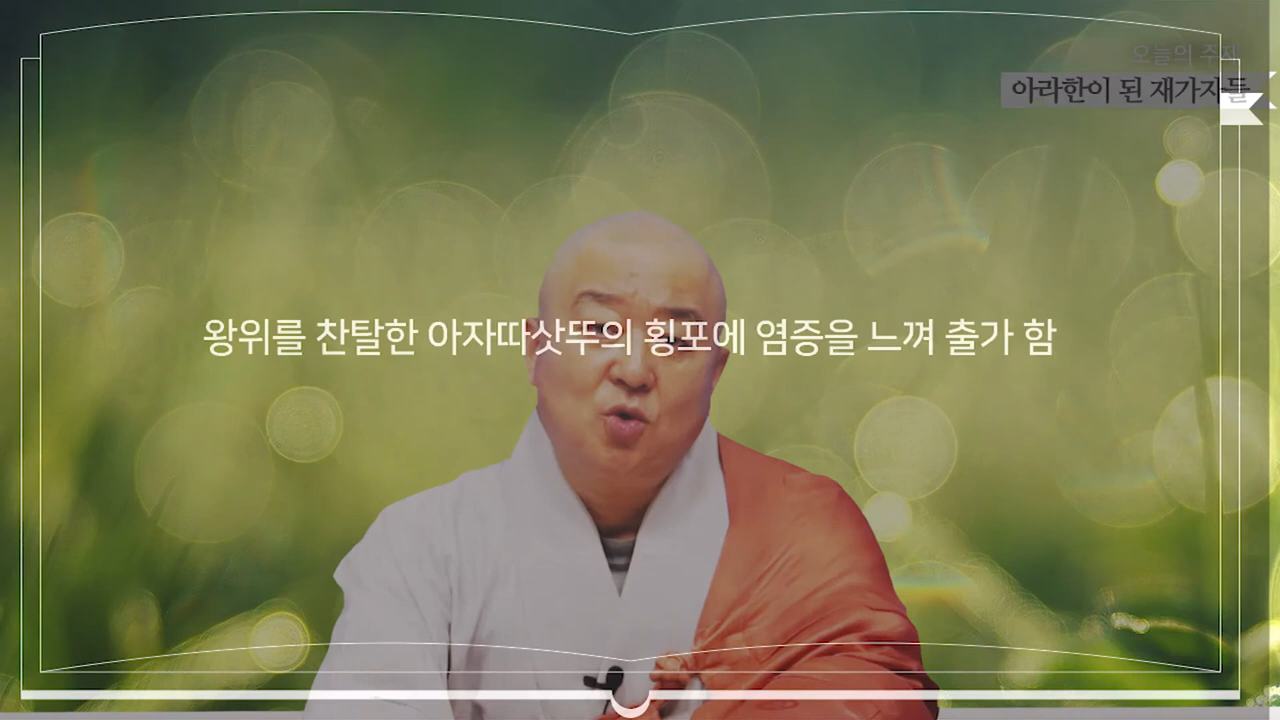 오늘의 주제
아라한이 된 재가자들
왕위를 찬탈한 아자따삿뚜의 횡포에 염증을 느껴 출가 함